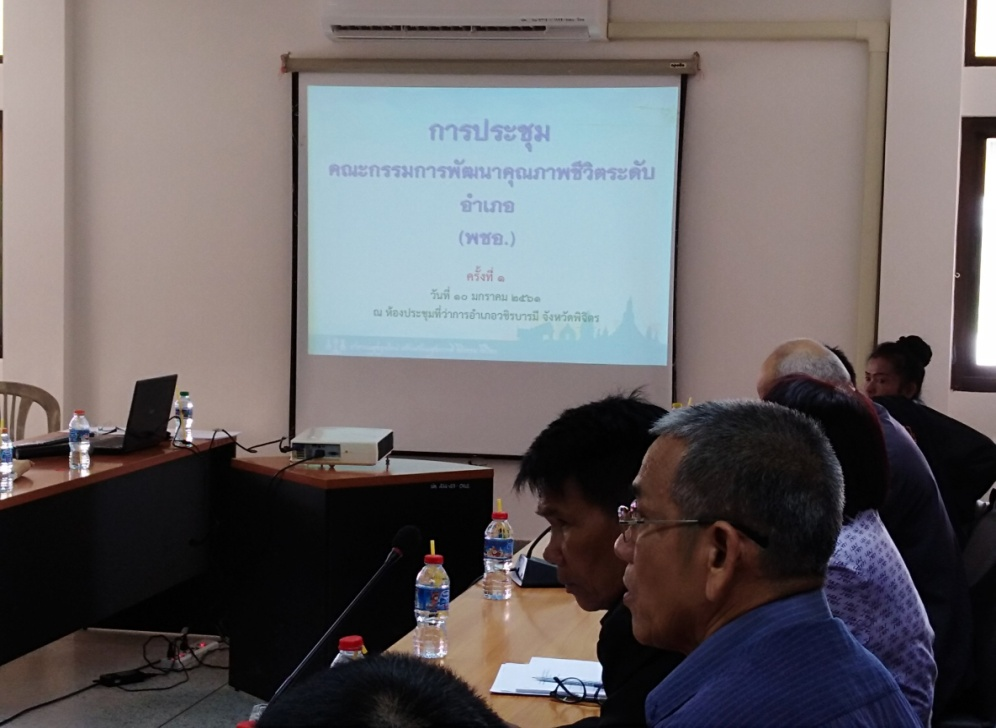 การประชุม
คณะกรรมการพัฒนาคุณภาพชีวิตระดับ
อำเภอ
(พชอ.)
ครั้งที่ ๑
วันที่ ๑๐ มกราคม ๒๕๖๑
ณ ห้องประชุมที่ว่าการอำเภอวชิรบารมี จังหวัดพิจิตร